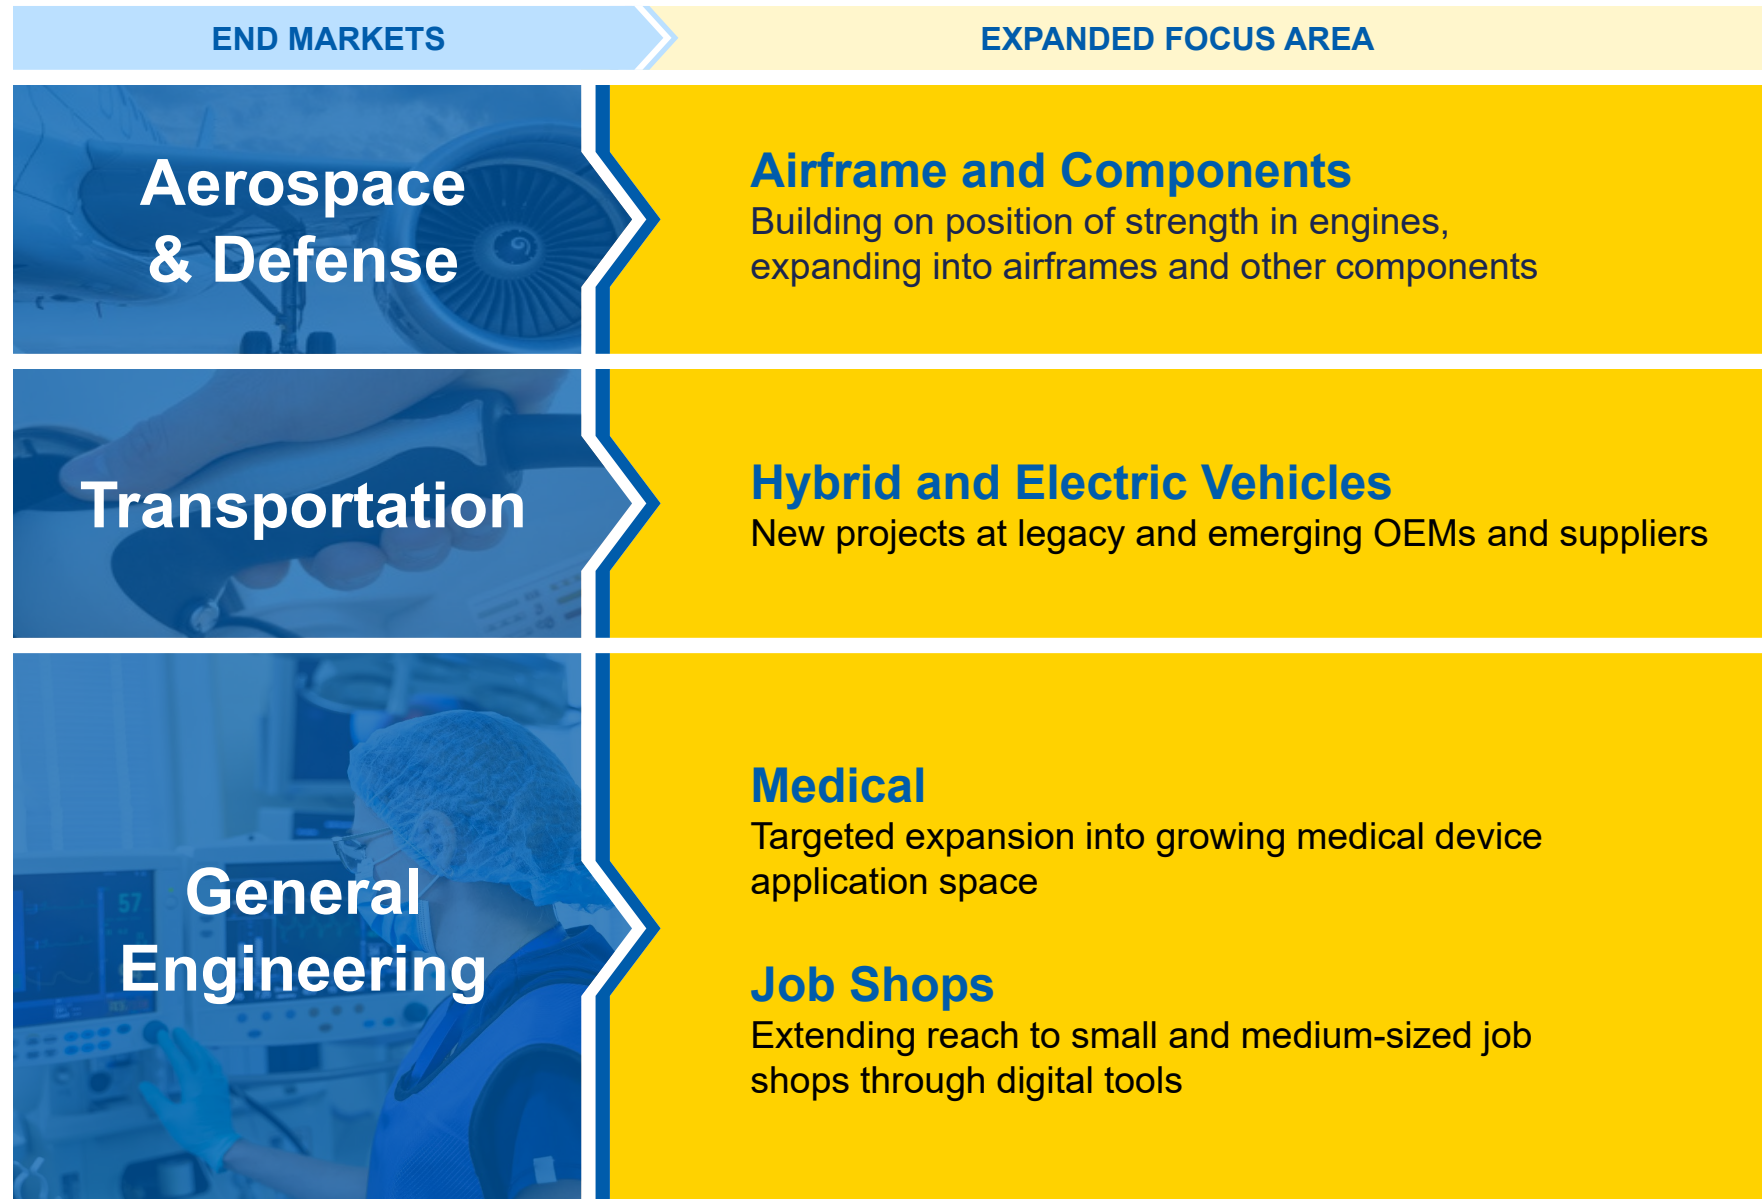 END MARKETS
EXPANDED FOCUS AREA
Aerospace
& Defense
Airframe and Components
Building on position of strength in engines,
expanding into airframes and other components
Transportation
Hybrid and Electric Vehicles
New projects at legacy and emerging OEMs and suppliers
General
Engineering
57
Medical
Targeted expansion into growing medical device
application space
Job Shops
Extending reach to small and medium-sized job
shops through digital tools